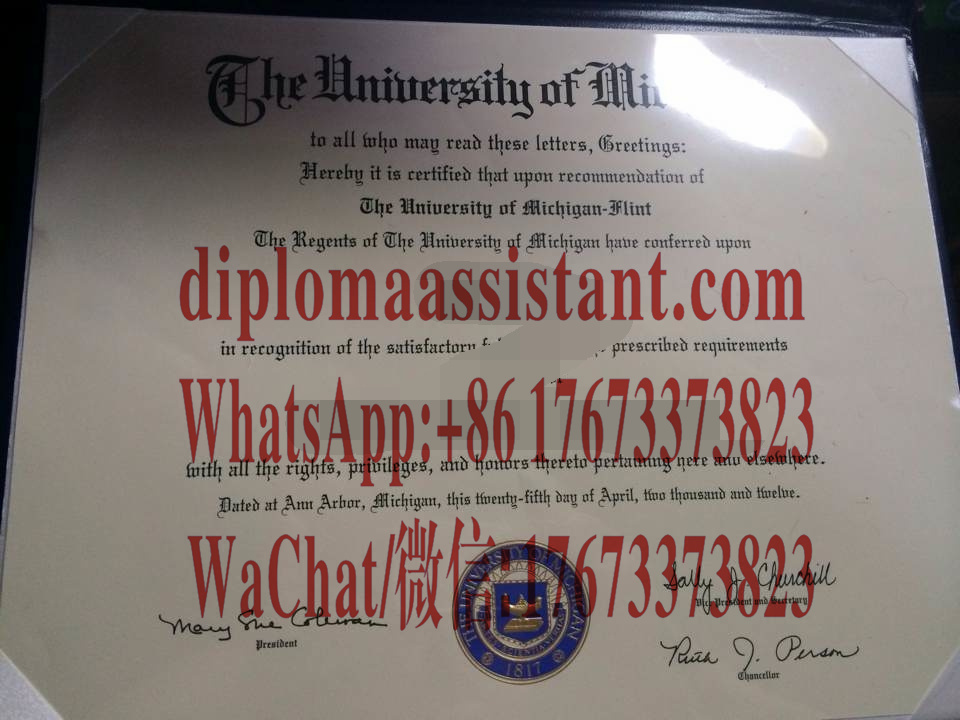 The University of Mi
to all who may read these letters, Greetings:
Hereby it is certified that upon recommendation of
The University of Michigan-Flint
The Regents of The University of Michigan have conferred upon
diplomaassistant.com
in recognition of the satisfactory prescribed requirements
WhatsApp:+86 17673373823
with all the rights, privileges, and honors thereto pertaining here and elsewhere.
Dated at Ann Arbor, Michigan, this twenty-fifth day of April, two thousand and twelve.
WaChat/微信:17673373823
Mary Sue Coleman
President
THE UNIVERSITY OF MICHIGAN
1817
Sally J. Churchill
Vice President and Secretary
Ruth J. Person
Chancellor